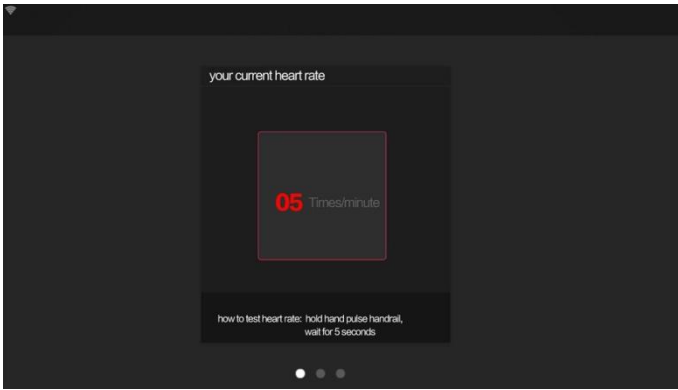 your current heart rate
05 Times/minute
how to test heart rate: hold hand pulse handrail,
wait for 5 seconds